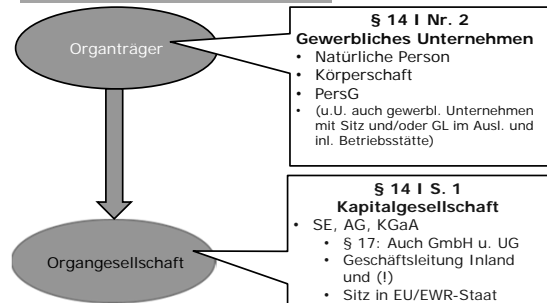 Organträger
§ 14 I Nr. 2
Gewerbliches Unternehmen
• Natürliche Person
• Körperschaft
• PersG
• (u.U. auch gewerbl. Unternehmen
mit Sitz und/oder GL im Ausl. und
inl. Betriebsstätte)
Organgesellschaft
§ 14 I S. 1
Kapitalgesellschaft
• SE, AG, KGaA
• § 17: Auch GmbH u. UG
• Geschäftsleitung Inland
und (!)
• Sitz in EU/EWR-Staat